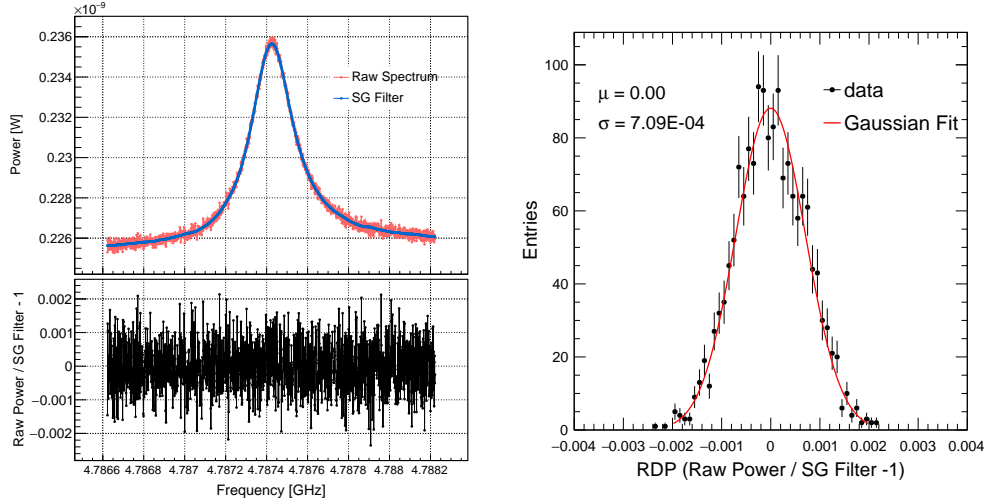 ×10⁻⁹
0.236
0.234
0.232
0.23
0.228
0.226
Power [W]
Raw Spectrum
SG Filter
0.002
0.001
0
−0.001
−0.002
Raw Power / SG Filter - 1
4.7866 4.7868 4.787 4.7872 4.7874 4.7876 4.7878 4.788 4.7882
Frequency [GHz]
μ = 0.00
σ = 7.09E-04
data
Gaussian Fit
100
80
60
40
20
0
Entries
−0.004 −0.003 −0.002 −0.001 0 0.001 0.002 0.003 0.004
RDP (Raw Power / SG Filter -1)